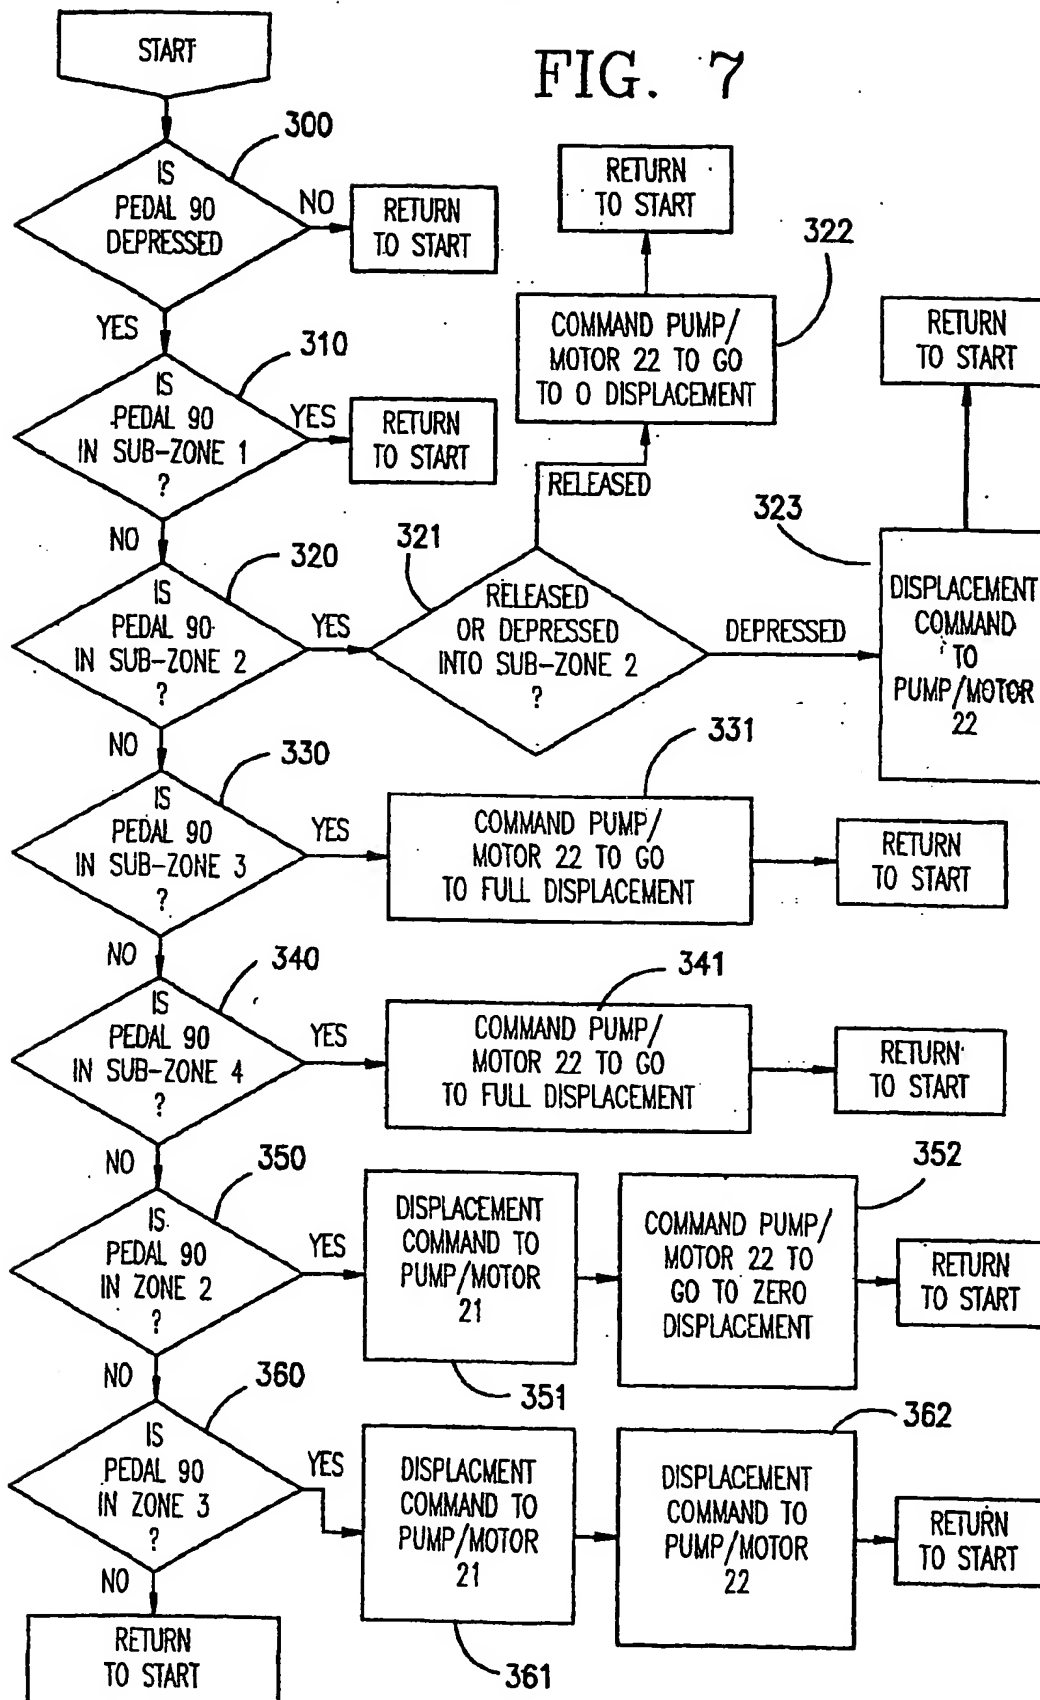 START
FIG. 7
300
IS
PEDAL 90
DEPRESSED
NO
RETURN
TO START
YES
310
IS
PEDAL 90
IN SUB-ZONE 1
?
YES
RETURN
TO START
NO
320
IS
PEDAL 90
IN SUB-ZONE 2
?
YES
321
RELEASED
OR DEPRESSED
INTO SUB-ZONE 2
?
RELEASED
322
COMMAND PUMP/
MOTOR 22 TO GO
TO O DISPLACEMENT
RETURN
TO START
DEPRESSED
323
DISPLACEMENT
COMMAND
TO
PUMP/MOTOR
22
RETURN
TO START
NO
330
IS
PEDAL 90
IN SUB-ZONE 3
?
YES
331
COMMAND PUMP/
MOTOR 22 TO GO
TO FULL DISPLACEMENT
RETURN
TO START
NO
340
IS
PEDAL 90
IN SUB-ZONE 4
?
YES
341
COMMAND PUMP/
MOTOR 22 TO GO
TO FULL DISPLACEMENT
RETURN
TO START
NO
350
IS
PEDAL 90
IN ZONE 2
?
YES
DISPLACEMENT
COMMAND TO
PUMP/MOTOR
21
351
352
COMMAND PUMP/
MOTOR 22 TO
GO TO ZERO
DISPLACEMENT
RETURN
TO START
NO
360
IS
PEDAL 90
IN ZONE 3
?
YES
DISPLACMENT
COMMAND TO
PUMP/MOTOR
21
361
362
DISPLACEMENT
COMMAND TO
PUMP/MOTOR
22
RETURN
TO START
NO
RETURN
TO START